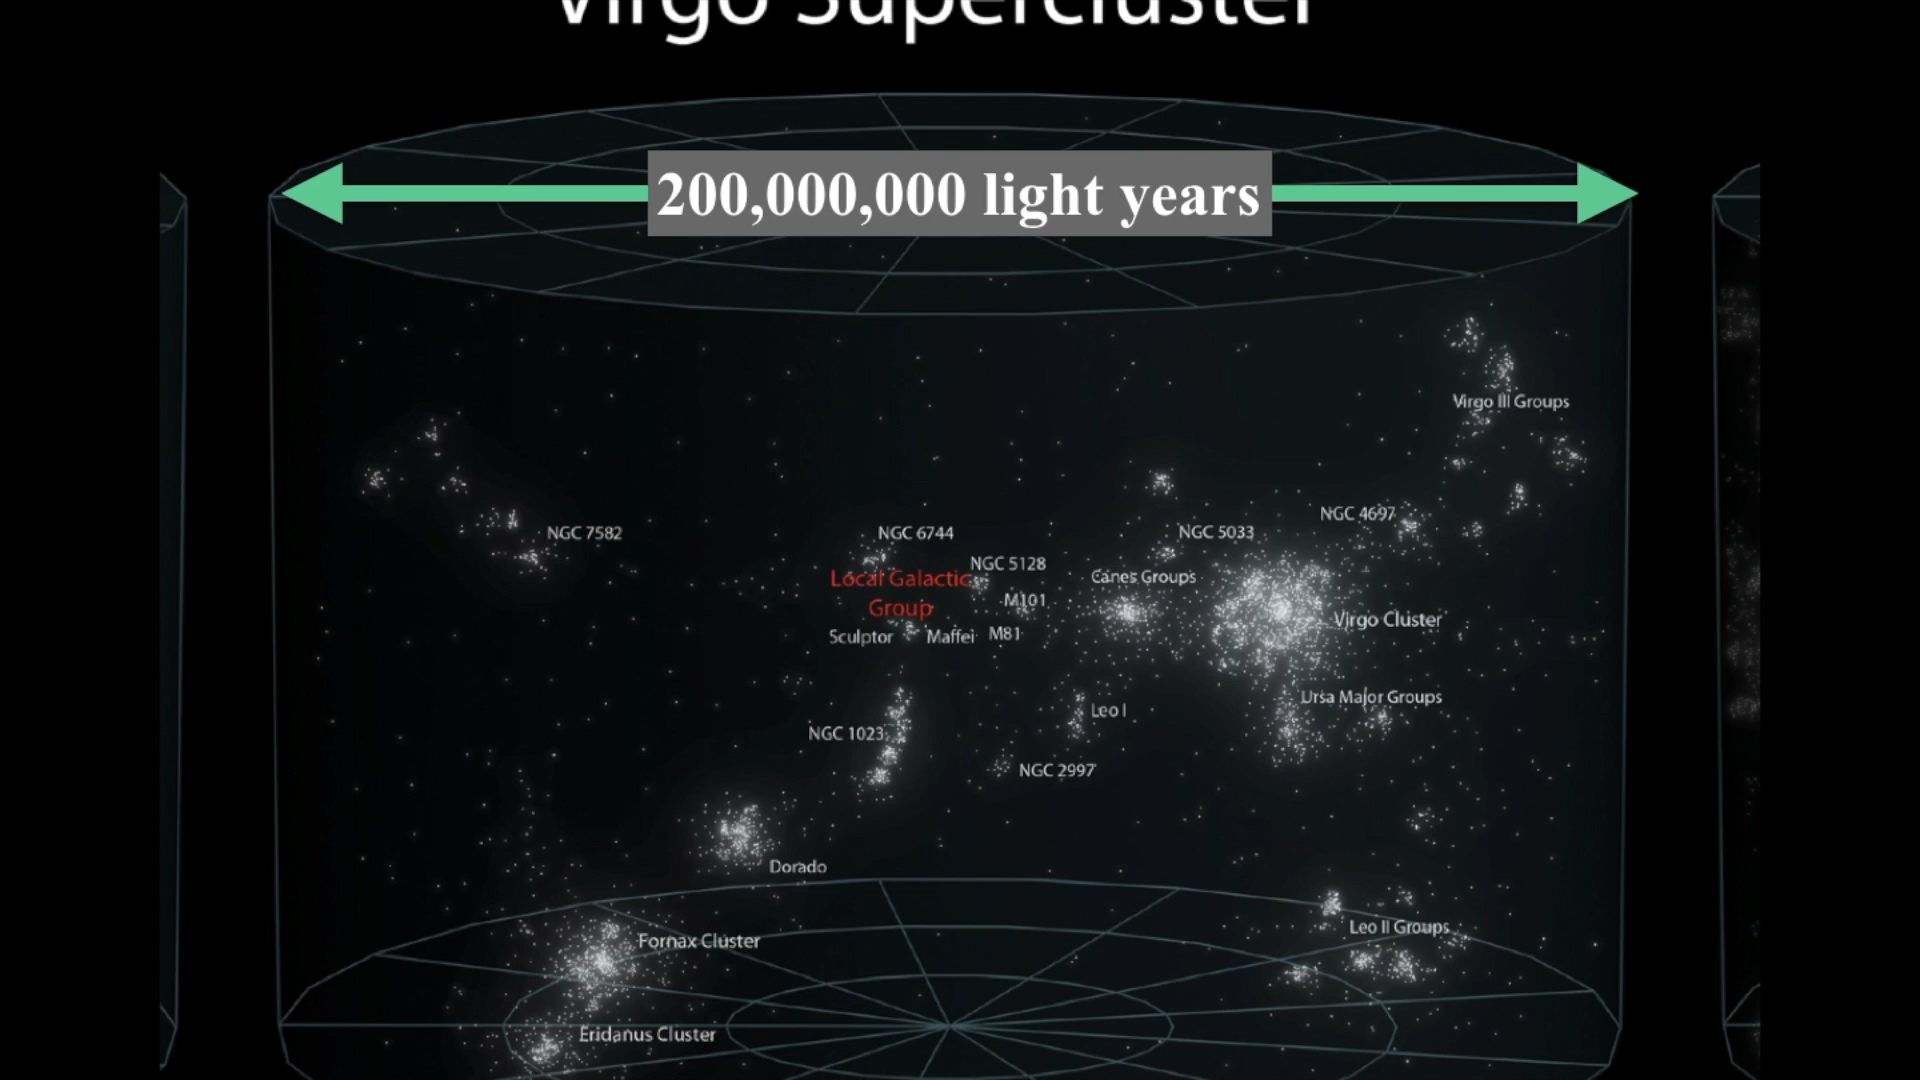 Virgo Supercluster
200,000,000 light years
Virgo III Groups
NGC 4697
NGC 7582
NGC 6744
NGC 5033
NGC 5128
Canes Groups
Local Galactic
Group
M101
Virgo Cluster
Sculptor
Maffei
M81
Ursa Major Groups
Leo I
NGC 1023
NGC 2997
Dorado
Leo II Groups
Fornax Cluster
Eridanus Cluster